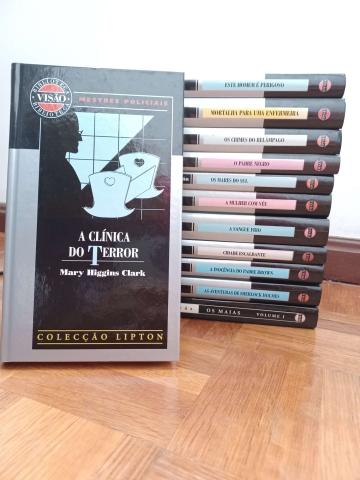 BIBLIOTECA
VISÃO
BIBLIOTECA
MESTRES POLICIAIS
A CLÍNICA
DO TERROR
Mary Higgins Clark
COLECÇÃO LIPTON
ESTE HOMEM É PERIGOSO
MORTALHA PARA UMA ENFERMEIRA
OS CRIMES DO RELÂMPAGO
O PADRE NEGRO
OS MARES DO SUL
A MULHER COM VÉU
A SANGUE FRIO
CIDADE ESCALDANTE
A INOCÊNCIA DO PADRE BROWN
AS AVENTURAS DE SHERLOCK HOLMES
OS MAIAS VOLUME I